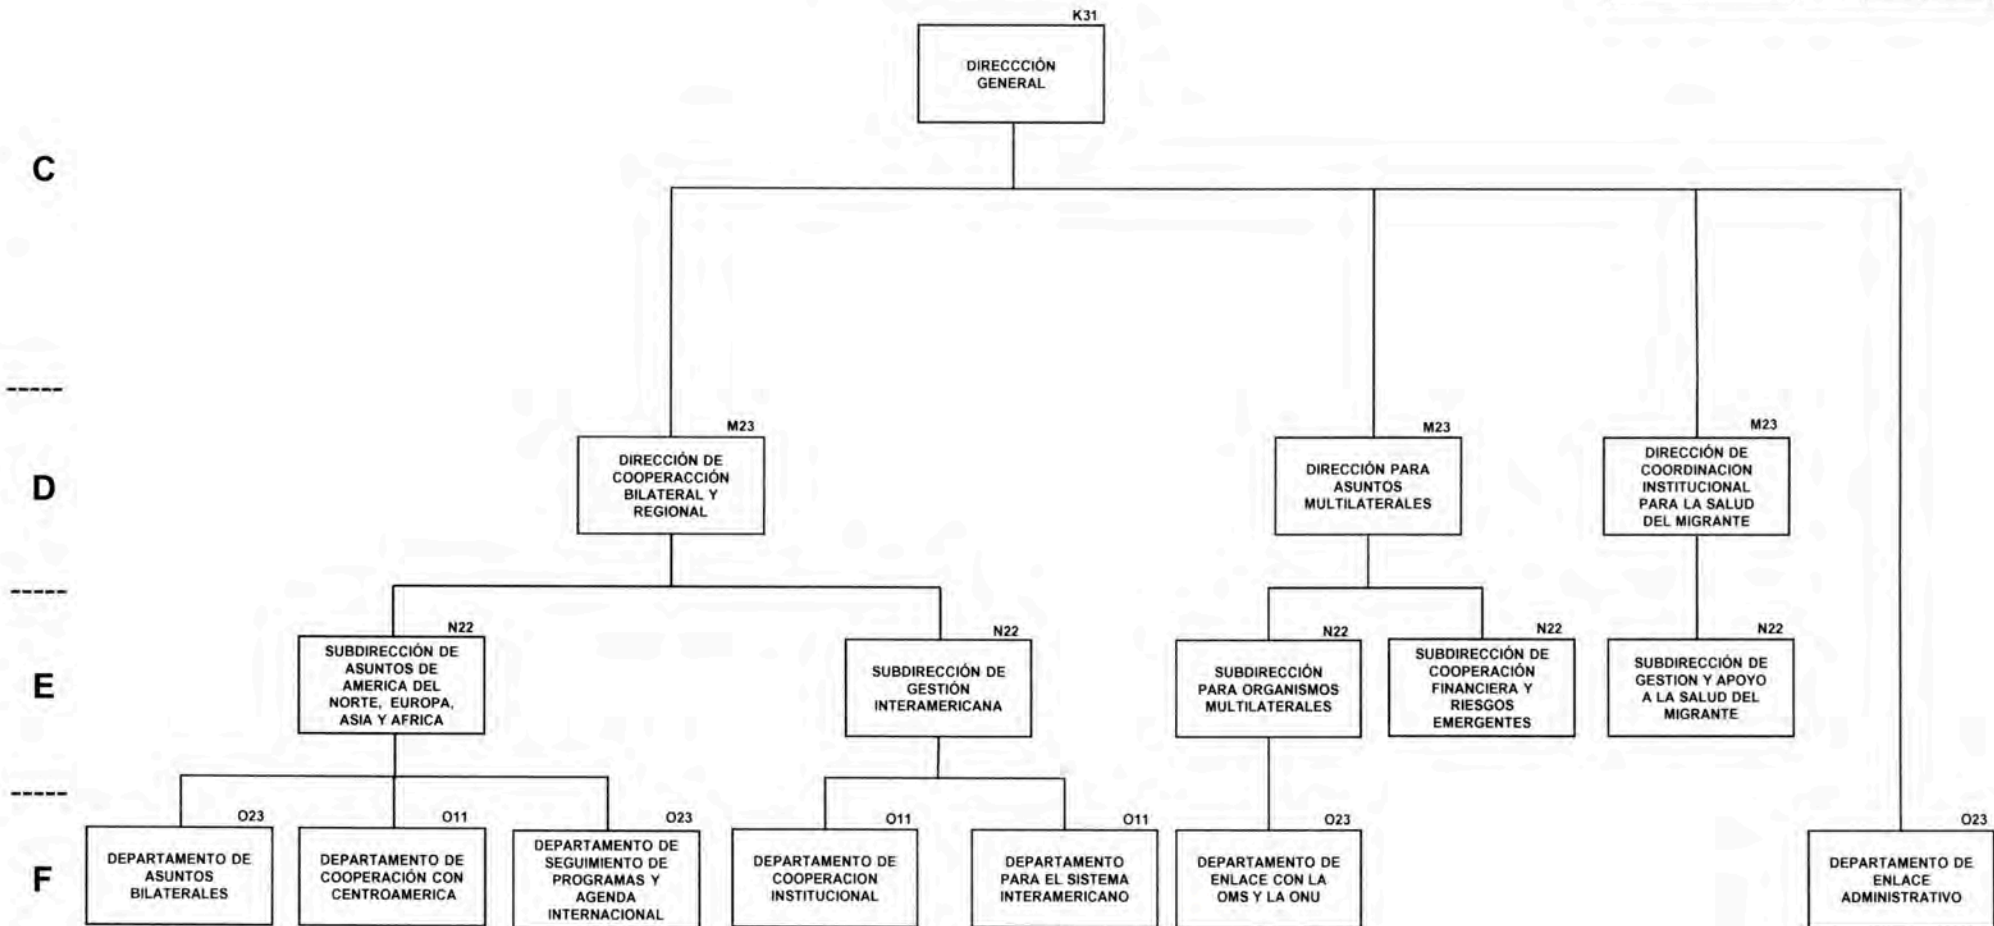 K31
DIRECCCIÓN
GENERAL
C
M23
DIRECCIÓN DE
COOPERACCIÓN
BILATERAL Y
REGIONAL
M23
DIRECCIÓN PARA
ASUNTOS
MULTILATERALES
M23
DIRECCIÓN DE
COORDINACION
INSTITUCIONAL
PARA LA SALUD
DEL MIGRANTE
D
N22
SUBDIRECCIÓN DE
ASUNTOS DE
AMERICA DEL
NORTE, EUROPA,
ASIA Y AFRICA
N22
SUBDIRECCIÓN DE
GESTIÓN
INTERAMERICANA
N22
SUBDIRECCIÓN
PARA ORGANISMOS
MULTILATERALES
N22
SUBDIRECCIÓN DE
COOPERACIÓN
FINANCIERA Y
RIESGOS
EMERGENTES
N22
SUBDIRECCIÓN DE
GESTION Y APOYO
A LA SALUD DEL
MIGRANTE
E
O23
DEPARTAMENTO DE
ASUNTOS
BILATERALES
O11
DEPARTAMENTO DE
COOPERACIÓN CON
CENTROAMERICA
O23
DEPARTAMENTO DE
SEGUIMIENTO DE
PROGRAMAS Y
AGENDA
INTERNACIONAL
O11
DEPARTAMENTO DE
COOPERACION
INSTITUCIONAL
O11
DEPARTAMENTO
PARA EL SISTEMA
INTERAMERICANO
O23
DEPARTAMENTO DE
ENLACE CON LA
OMS Y LA ONU
O23
DEPARTAMENTO DE
ENLACE
ADMINISTRATIVO
F